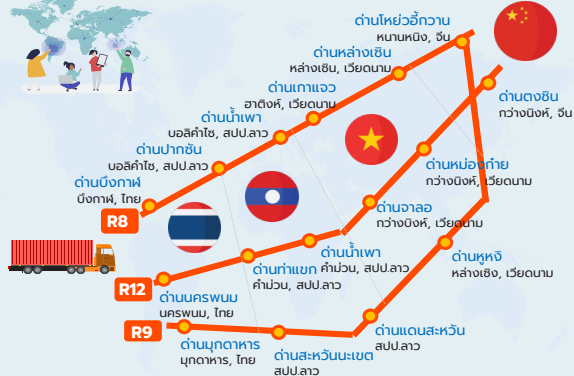 ด่านโหย่วอี้กวาน
หนานหนิง, จีน
ด่านหล่างเซิน
หล่างเซิน, เวียดนาม
ด่านเกาแจว
ฮาติงห์, เวียดนาม
ด่านน้ำเพา
บอลิคำไซ, สปป.ลาว
ด่านปากซัน
บอลิคำไซ, สปป.ลาว
ด่านบึงกาฬ
บึงกาฬ, ไทย
R8
ด่านตงซิน
กว่างนิงห์, จีน
ด่านหม่องก๋าย
กว่างนิงห์, เวียดนาม
ด่านจาลอ
กว่างบิงห์, เวียดนาม
ด่านน้ำเพา
คำม่วน, สปป.ลาว
ด่านท่าแขก
คำม่วน, สปป.ลาว
R12
ด่านนครพนม
นครพนม, ไทย
ด่านหูหงิ
หล่างเซิง, เวียดนาม
ด่านแดนสะหวัน
สปป.ลาว
R9
ด่านมุกดาหาร
มุกดาหาร, ไทย
ด่านสะหวันนะเขต
สปป.ลาว